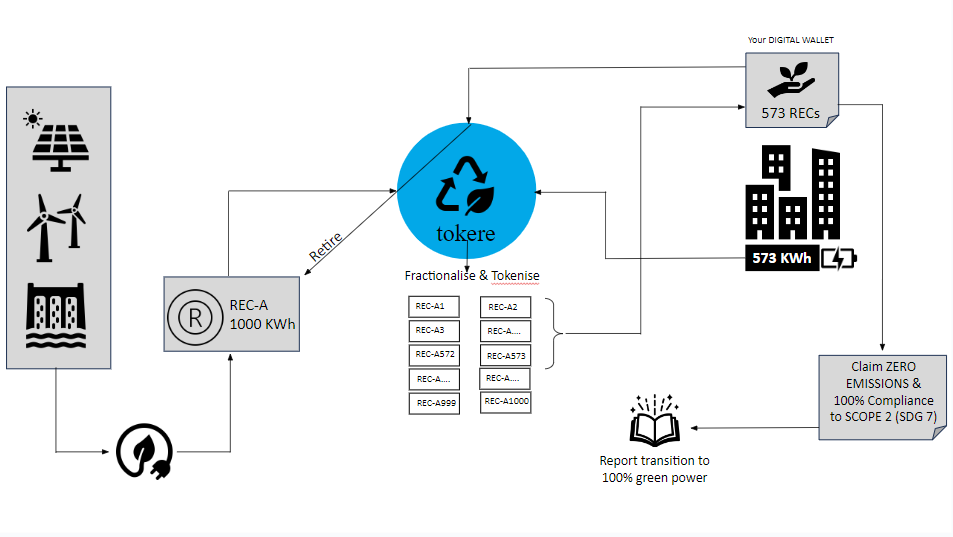 Your DIGITAL WALLET
573 RECs
tokere
573 KWh
Retire
Fractionalise & Tokenise
R
REC-A
1000 KWh
REC-A1
REC-A2
REC-A3
REC-A....
REC-A572
REC-A573
REC-A....
REC-A....
REC-A999
REC-A1000
Claim ZERO
EMISSIONS &
100% Compliance
to SCOPE 2 (SDG 7)
Report transition to
100% green power